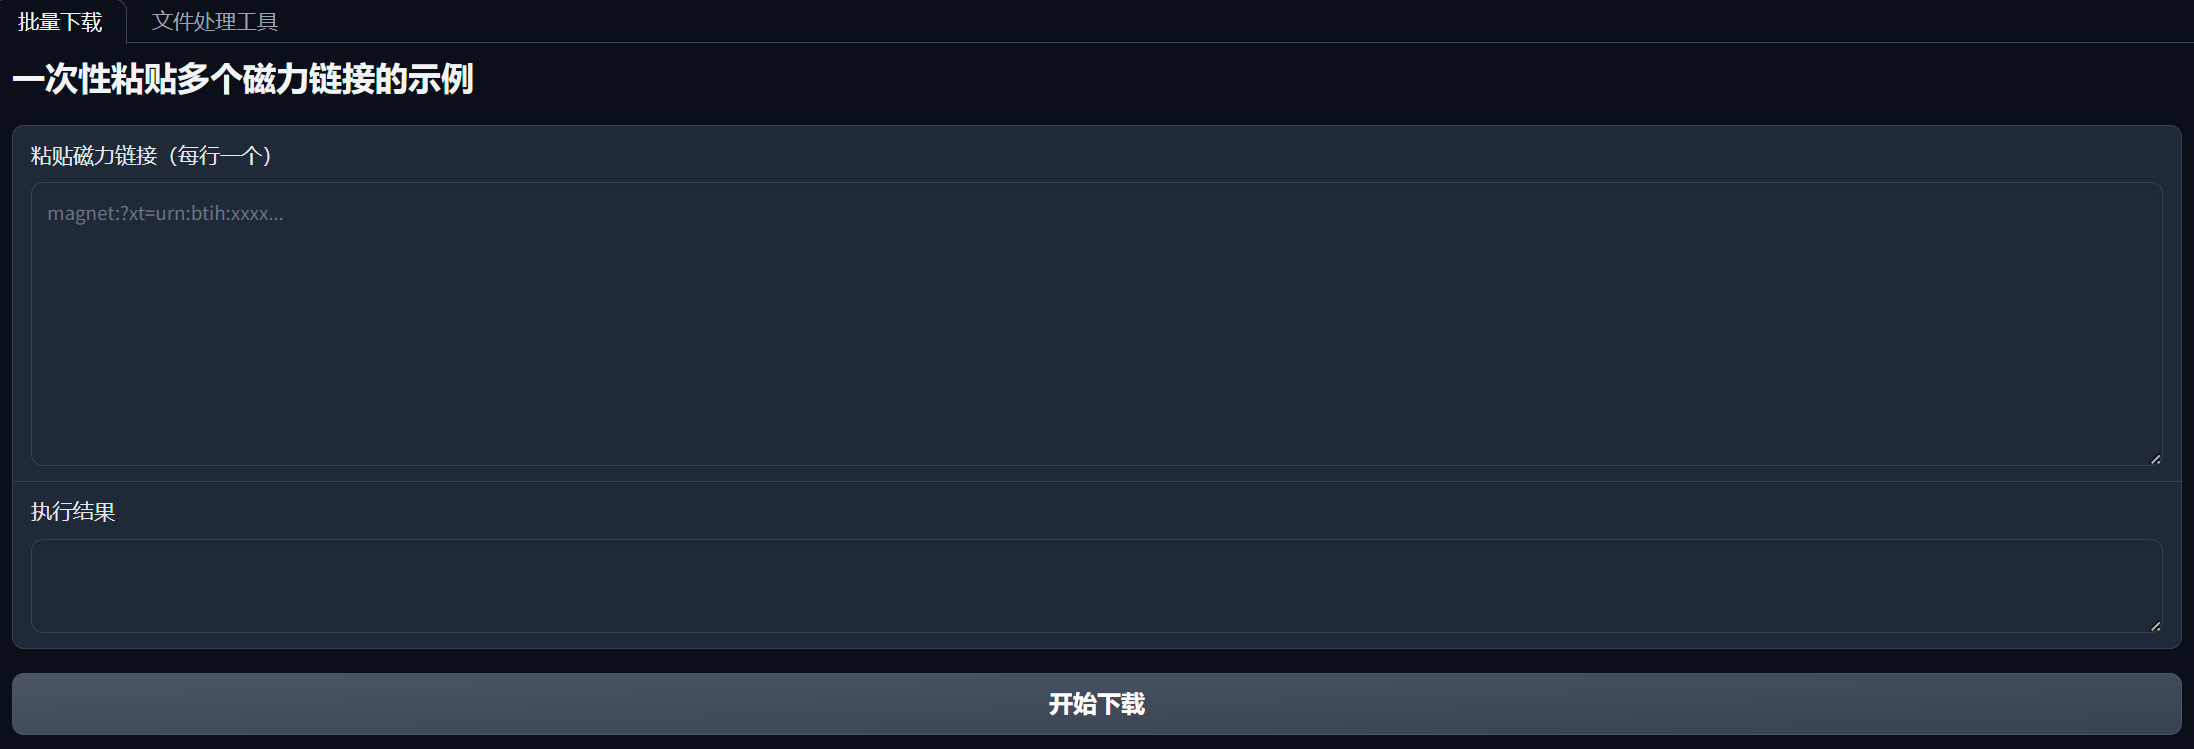 批量下载 文件处理工具
一次性粘贴多个磁力链接的示例
粘贴磁力链接（每行一个）
magnet:?xt=urn:btih:xxxx...
执行结果
开始下载